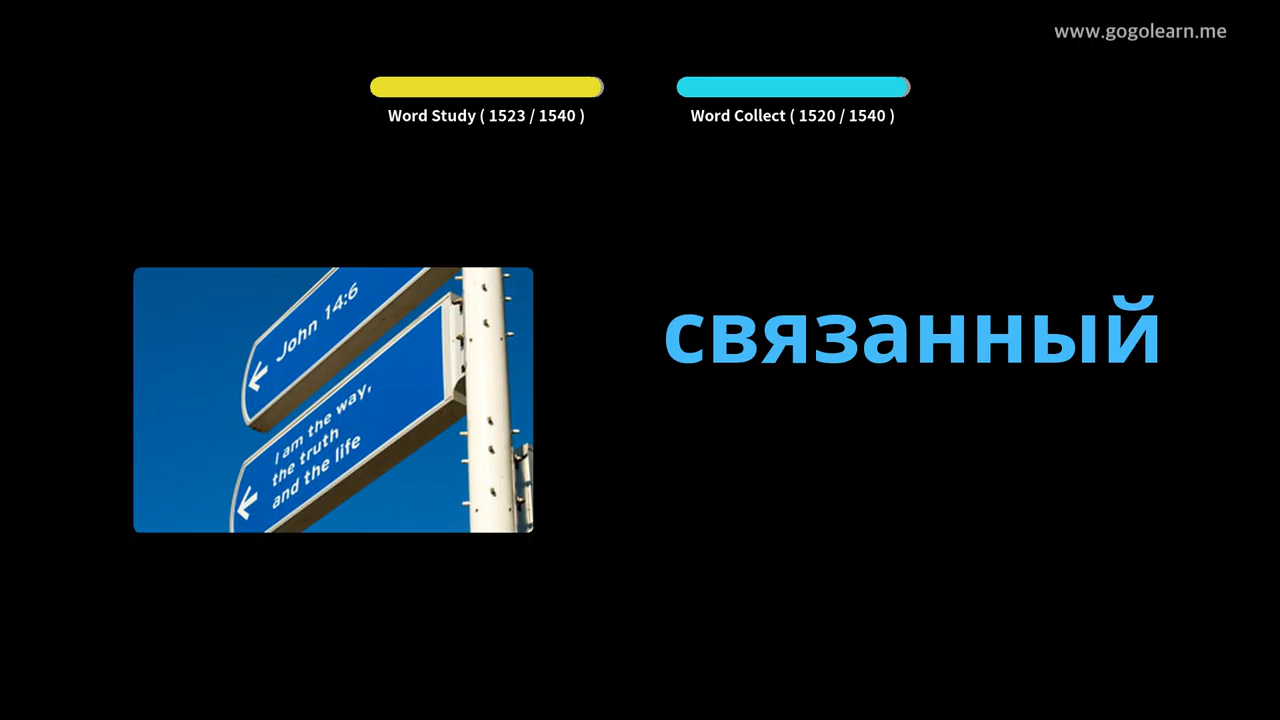 www.gogolearn.me
Word Study ( 1523 / 1540 )
Word Collect ( 1520 / 1540 )
John 14:6
I am the way,
the truth
and the life
связанный